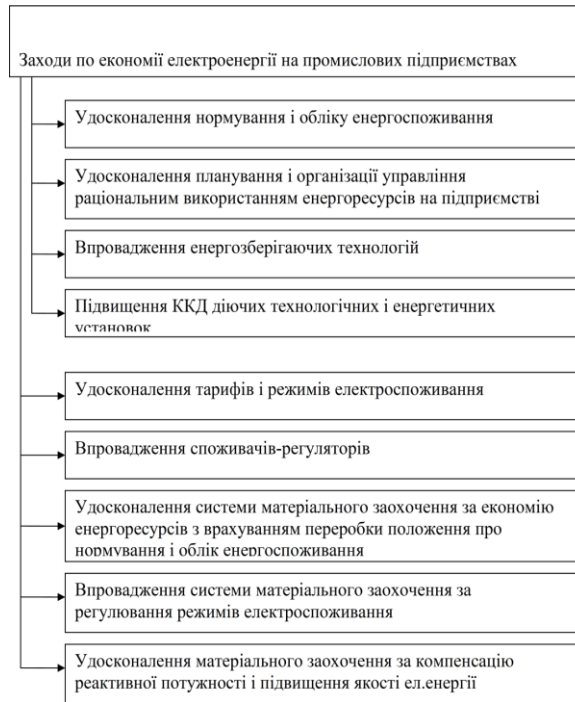 Заходи по економії електроенергії на промислових підприємствах
Удосконалення нормування і обліку енергоспоживання
Удосконалення планування і організації управління
раціональним використанням енергоресурсів на підприємстві
Впровадження енергозберігаючих технологій
Підвищення ККД діючих технологічних і енергетичних
установок
Удосконалення тарифів і режимів електроспоживання
Впровадження споживачів-регуляторів
Удосконалення системи матеріального заохочення за економію
енергоресурсів з врахуванням переробки положення про
нормування і облік енергоспоживання
Впровадження системи матеріального заохочення за
регулювання режимів електроспоживання
Удосконалення матеріального заохочення за компенсацію
реактивної потужності і підвищення якості ел.енергії